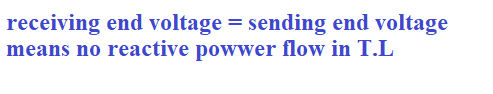 receiving end voltage = sending end voltage
means no reactive powwer flow in T.L